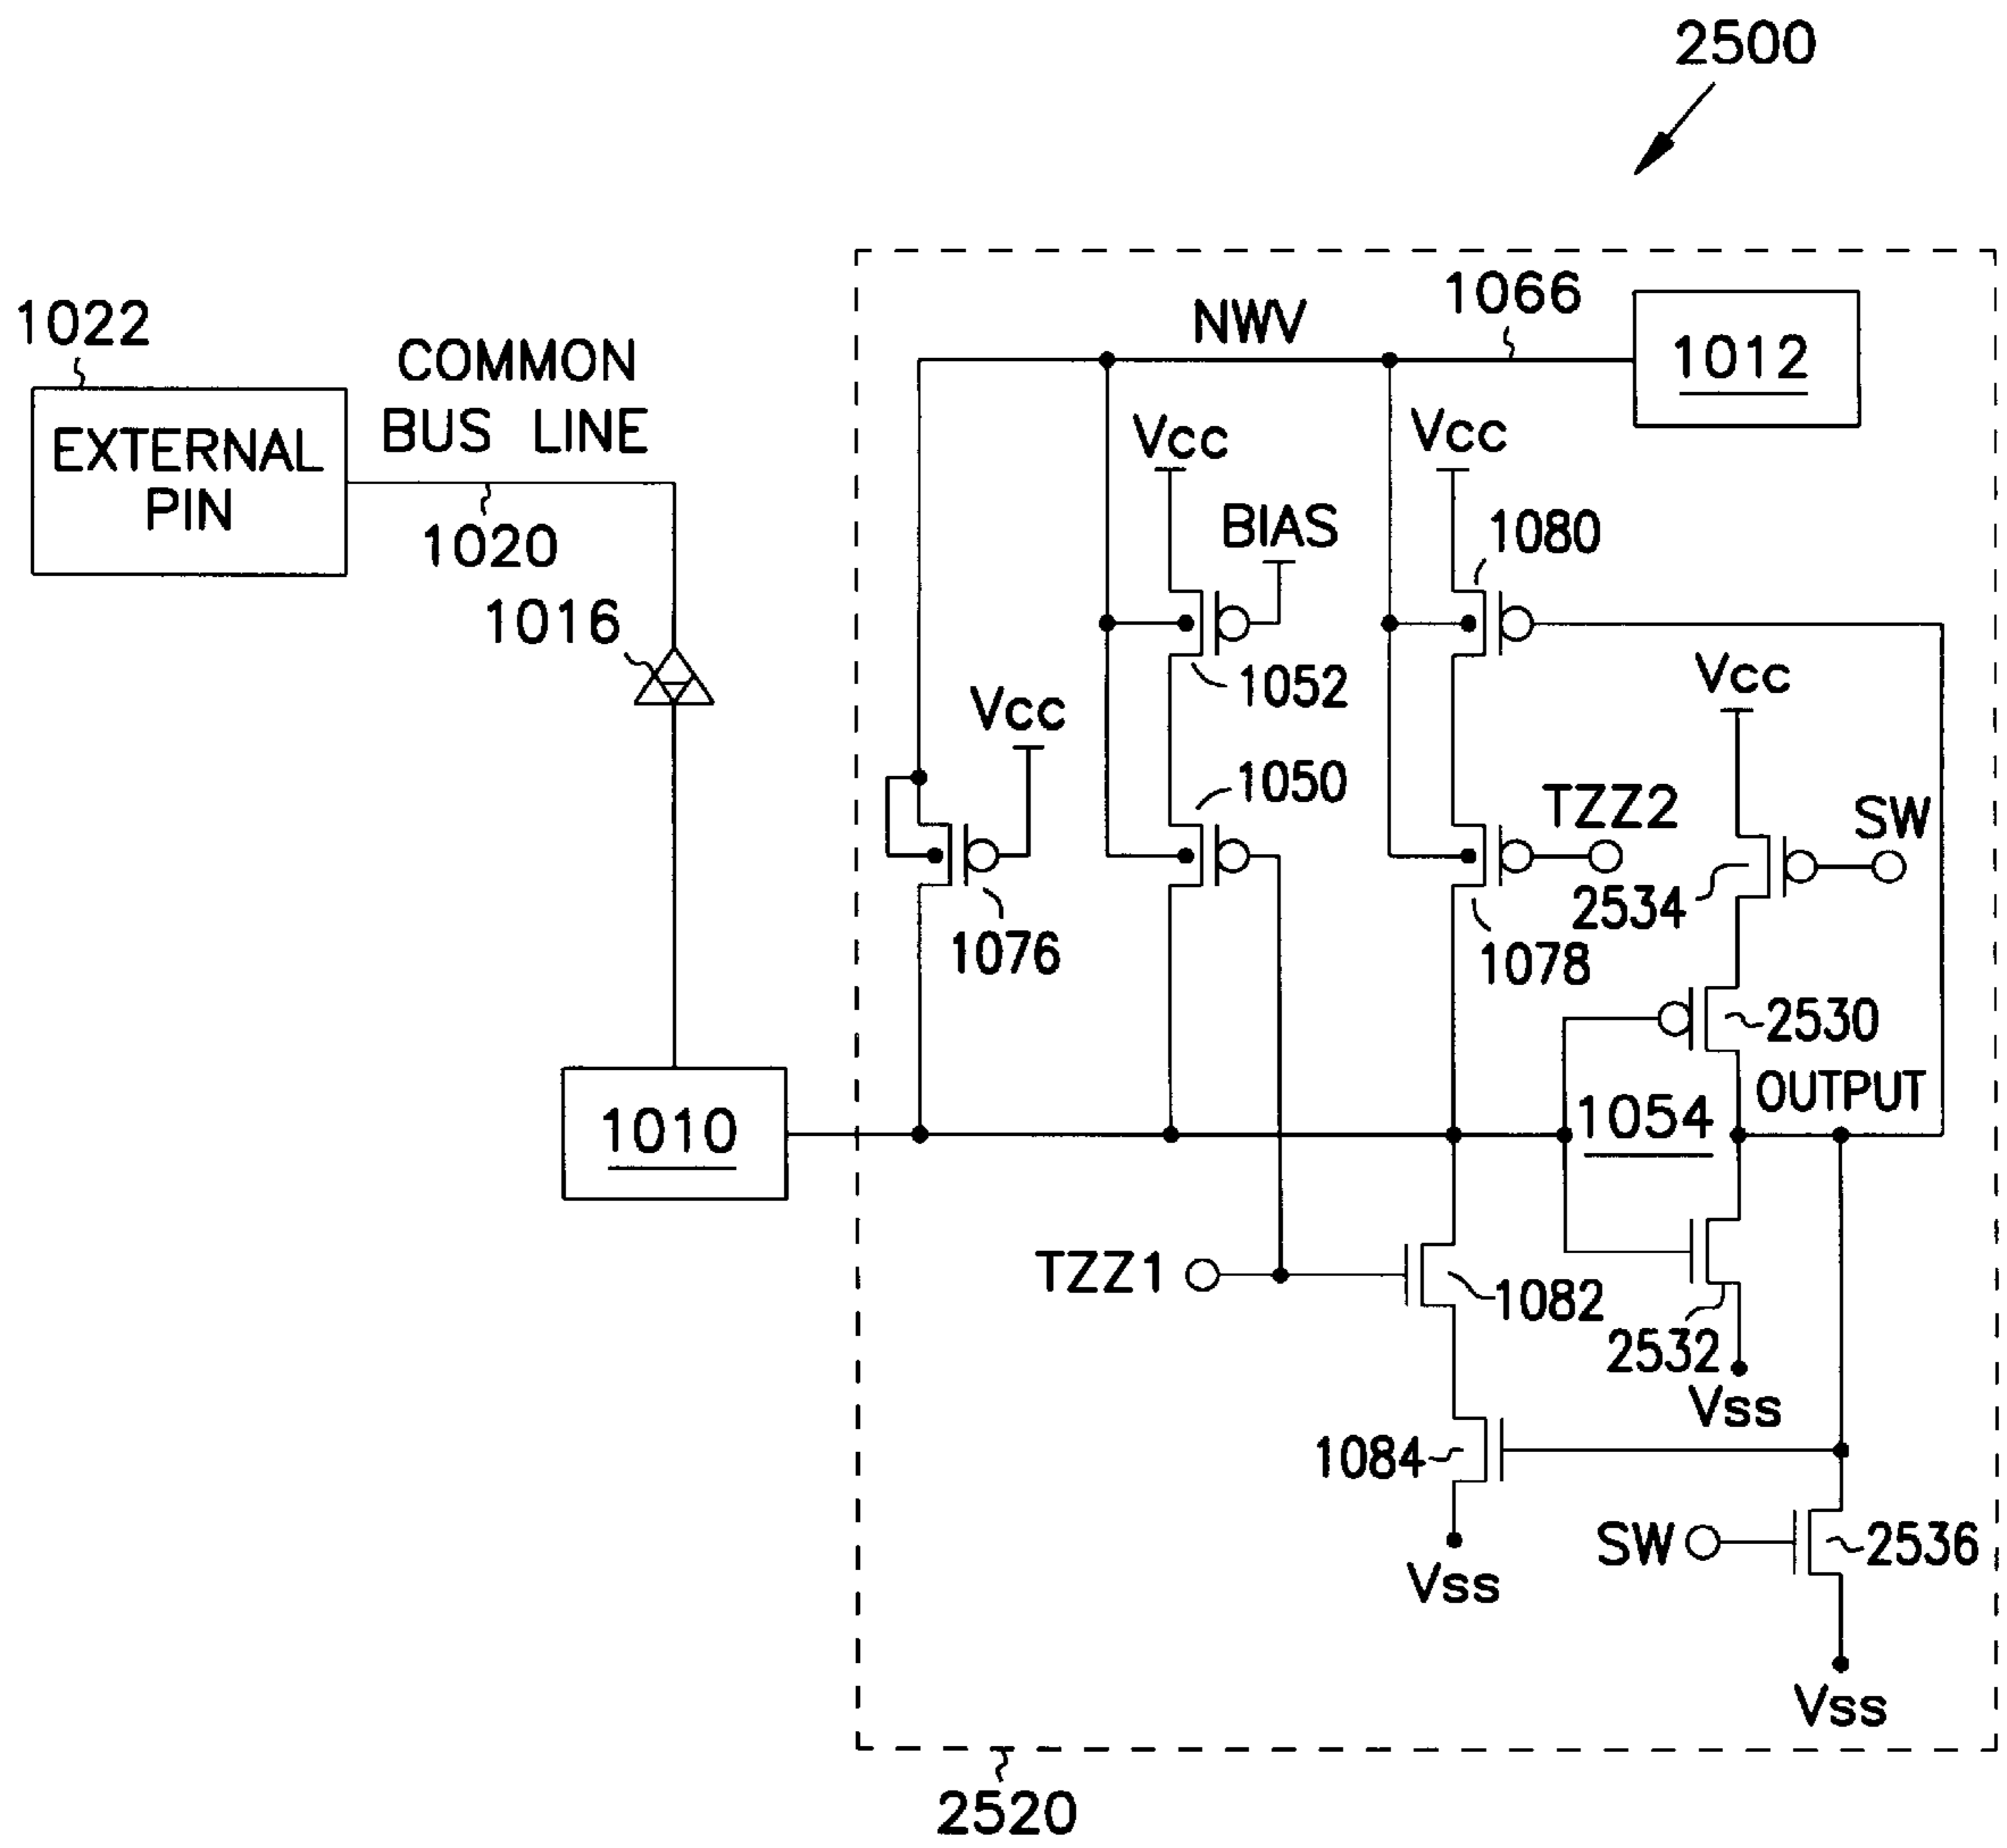 2500
1022
COMMON
BUS LINE
EXTERNAL
PIN
1020
1016
NWV
1066
1012
Vcc
Vcc
BIAS
1080
1052
Vcc
Vcc
1050
TZZ2
SW
2534
1076
1078
2530
OUTPUT
1054
1010
TZZ1
1082
2532
Vss
1084
SW
2536
Vss
Vss
2520